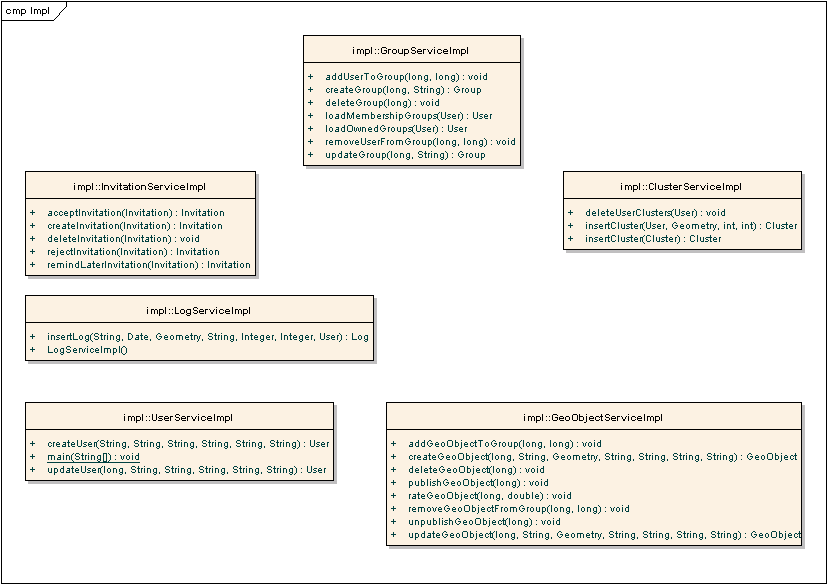 cmp Impl
impl::GroupServiceImpl
+ addUserToGroup(long, long) : void
+ createGroup(long, String) : Group
+ deleteGroup(long) : void
+ loadMembershipGroups(User) : User
+ loadOwnedGroups(User) : User
+ removeUserFromGroup(long, long) : void
+ updateGroup(long, String) : Group
impl::InvitationServiceImpl
+ acceptInvitation(Invitation) : Invitation
+ createInvitation(Invitation) : Invitation
+ deleteInvitation(Invitation) : void
+ rejectInvitation(Invitation) : Invitation
+ remindLaterInvitation(Invitation) : Invitation
impl::ClusterServiceImpl
+ deleteUserClusters(User) : void
+ insertCluster(User, Geometry, int, int) : Cluster
+ insertCluster(Cluster) : Cluster
impl::LogServiceImpl
+ insertLog(String, Date, Geometry, String, Integer, Integer, User) : Log
+ LogServiceImpl()
impl::UserServiceImpl
+ createUser(String, String, String, String, String, String) : User
+ main(String[]) : void
+ updateUser(long, String, String, String, String, String) : User
impl::GeoObjectServiceImpl
+ addGeoObjectToGroup(long, long) : void
+ createGeoObject(long, String, Geometry, String, String, String, String) : GeoObject
+ deleteGeoObject(long) : void
+ publishGeoObject(long) : void
+ rateGeoObject(long, double) : void
+ removeGeoObjectFromGroup(long, long) : void
+ unpublishGeoObject(long) : void
+ updateGeoObject(long, String, Geometry, String, String, String, String) : GeoObject